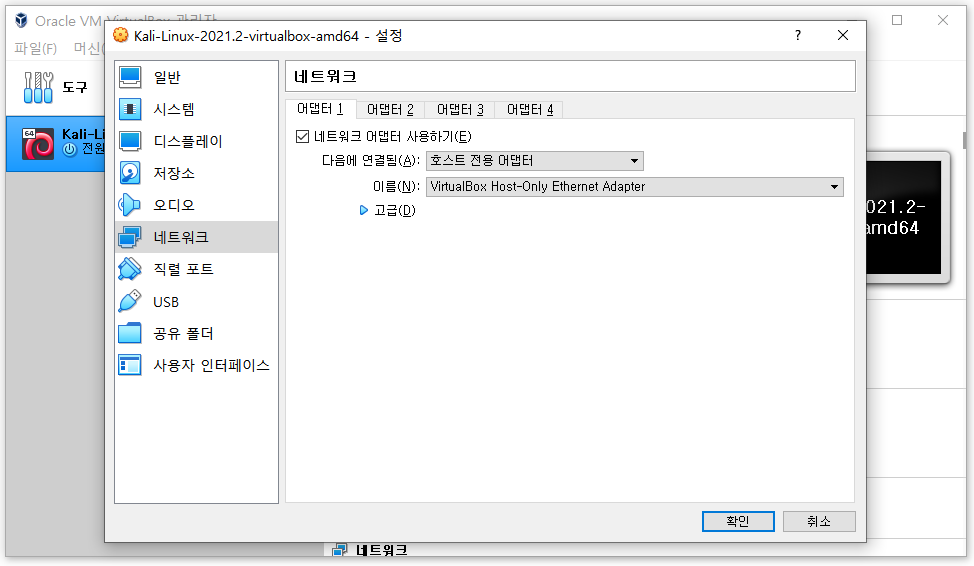 Oracle VM VirtualBox 관리자
파일(F) 머신(
Kali-Linux-2021.2-virtualbox-amd64 - 설정
?
도구
64
Kali-Li
전원
일반
시스템
디스플레이
저장소
오디오
네트워크
직렬 포트
USB
공유 폴더
사용자 인터페이스
네트워크
어댑터 1 어댑터 2 어댑터 3 어댑터 4
네트워크 어댑터 사용하기(E)
다음에 연결됨(A): 호스트 전용 어댑터
이름(N): VirtualBox Host-Only Ethernet Adapter
고급(D)
021.2-
amd64
확인 취소
네트워크